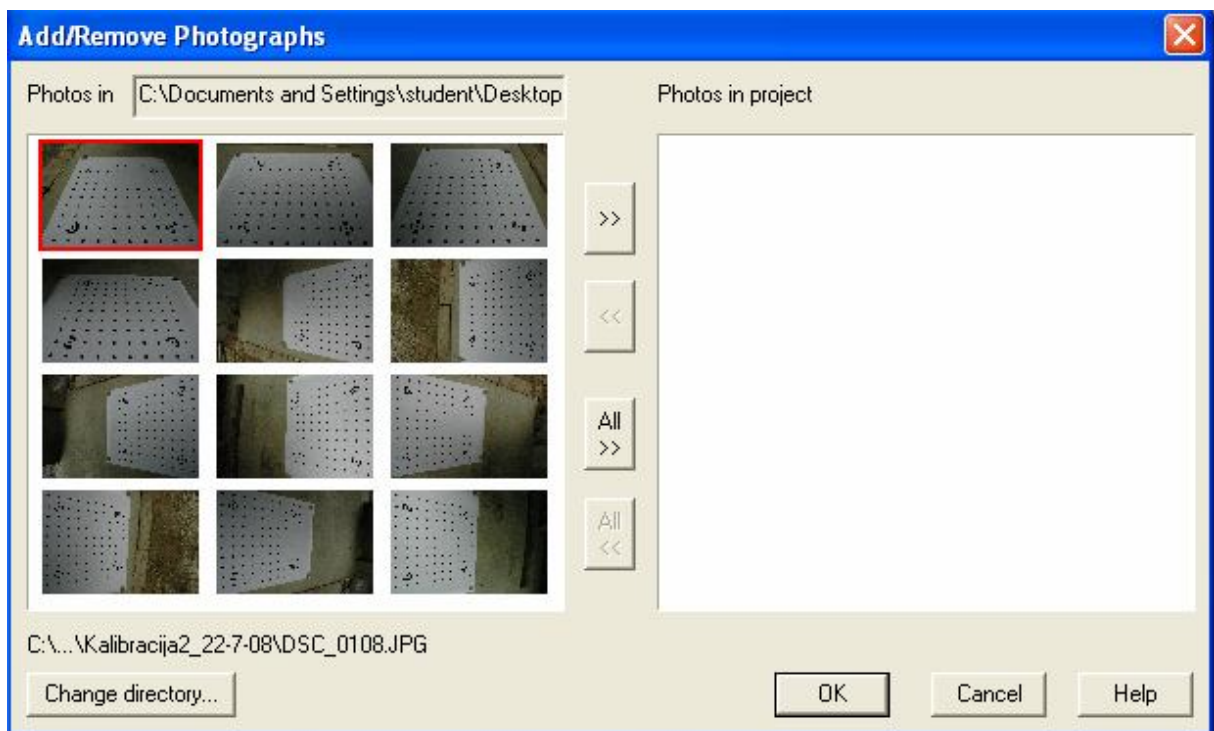 Add/Remove Photographs
Photos in C:\Documents and Settings\student\Desktop
Photos in project
>>
<<
All
>>
All
<<
C:\...\Kalibracija2_22-7-08\DSC_0108.JPG
Change directory...
OK
Cancel
Help